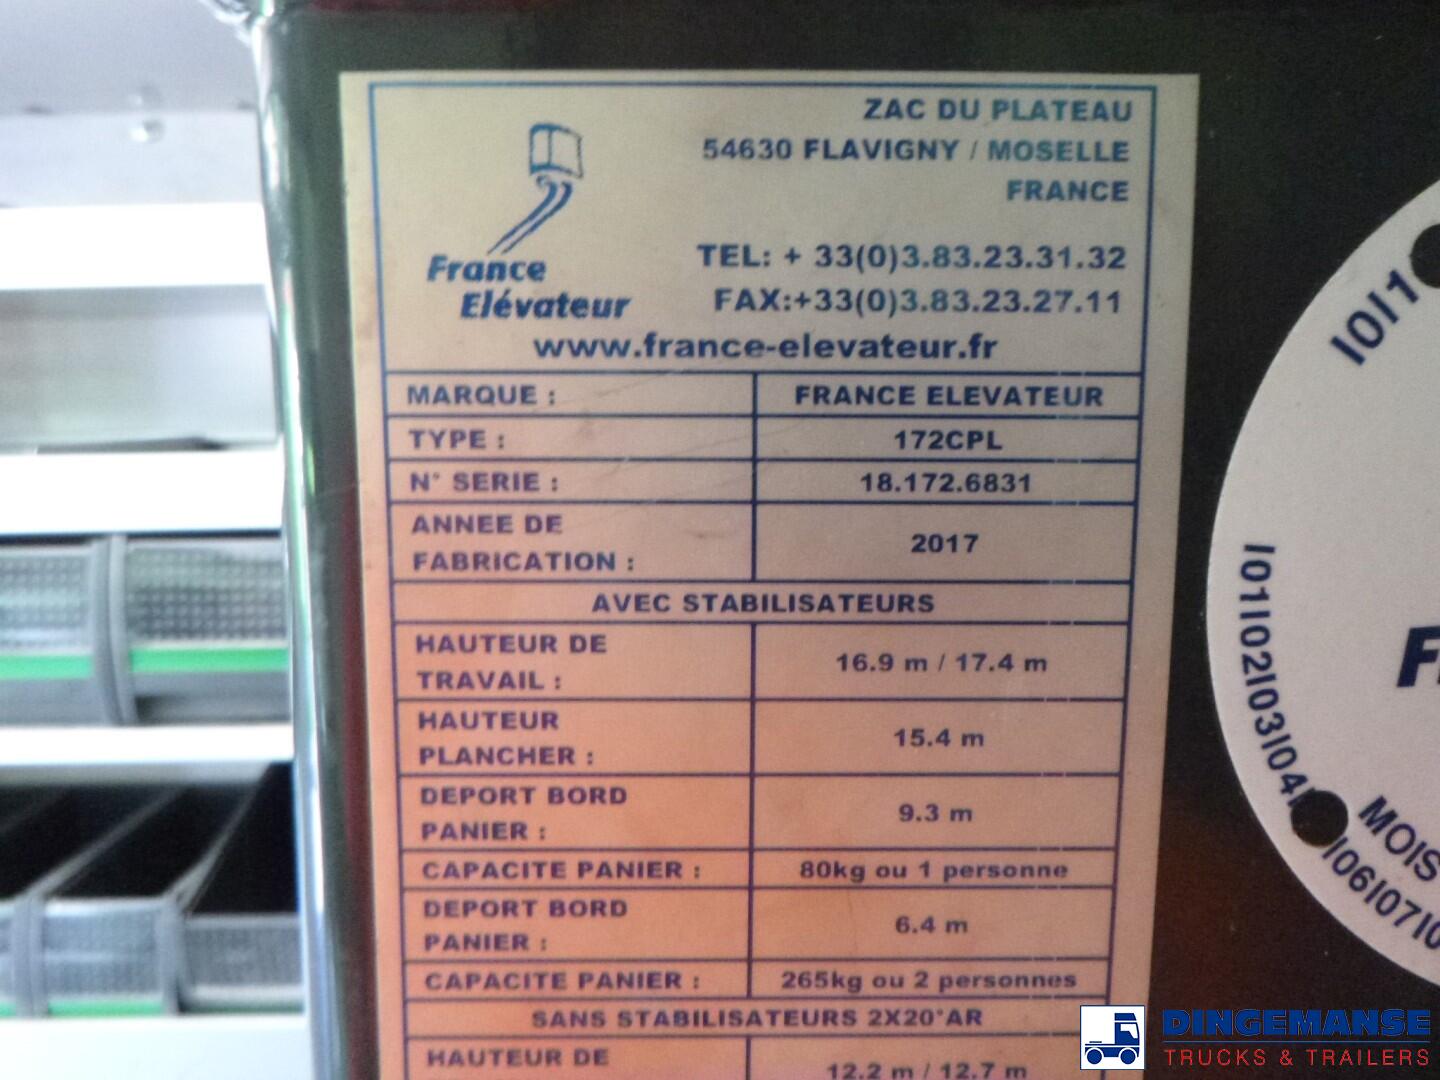 ZAC DU PLATEAU
54630 FLAVIGNY / MOSELLE
FRANCE
TEL: + 33(0)3.83.23.31.32
FAX:+33(0)3.83.23.27.11
France
Elévateur
www.france-elevateur.fr
MARQUE : FRANCE ELEVATEUR
TYPE : 172CPL
N° SERIE : 18.172.6831
ANNEE DE
FABRICATION : 2017
AVEC STABILISATEURS
HAUTEUR DE
TRAVAIL : 16.9 m / 17.4 m
HAUTEUR
PLANCHER : 15.4 m
DEPORT BORD
PANIER : 9.3 m
CAPACITE PANIER : 80kg ou 1 personne
DEPORT BORD
PANIER : 6.4 m
CAPACITE PANIER : 265kg ou 2 personnes
SANS STABILISATEURS 2X20°AR
HAUTEUR DE 12.2 m / 12.7 m
MOIS
DINGEMANSE
TRUCKS & TRAILERS